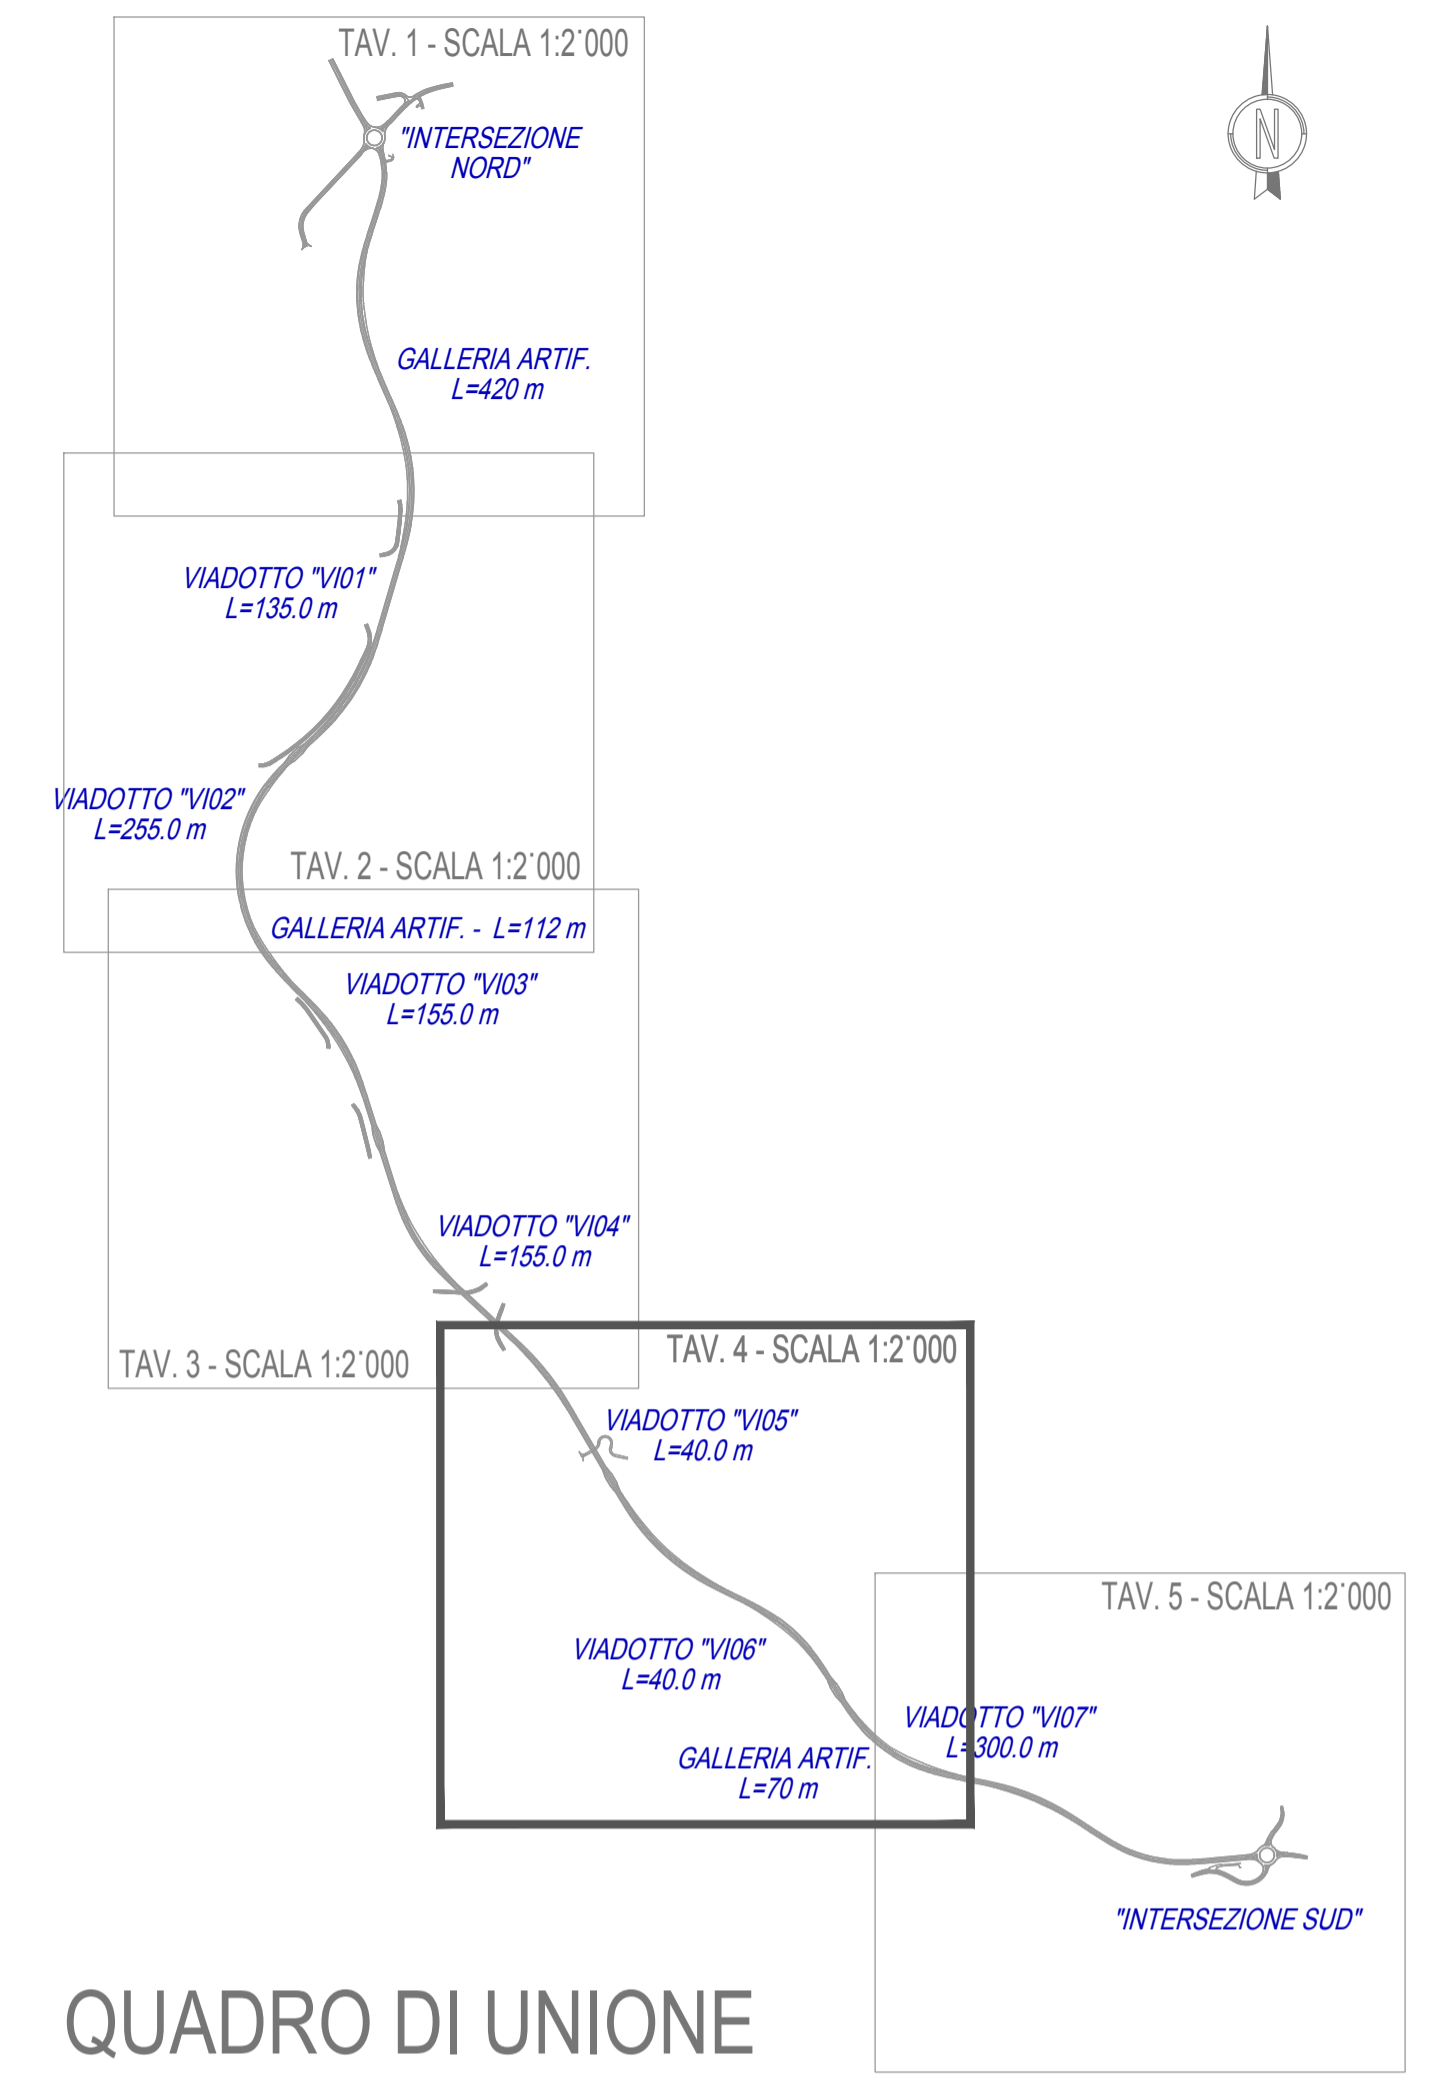 TAV. 1 - SCALA 1:2˙000
N
"INTERSEZIONE
NORD"
GALLERIA ARTIF.
L=420 m
VIADOTTO "VI01"
L=135.0 m
VIADOTTO "VI02"
L=255.0 m
TAV. 2 - SCALA 1:2˙000
GALLERIA ARTIF. - L=112 m
VIADOTTO "VI03"
L=155.0 m
VIADOTTO "VI04"
L=155.0 m
TAV. 3 - SCALA 1:2˙000
TAV. 4 - SCALA 1:2˙000
VIADOTTO "VI05"
L=40.0 m
TAV. 5 - SCALA 1:2˙000
VIADOTTO "VI06"
L=40.0 m
VIADOTTO "VI07"
L=300.0 m
GALLERIA ARTIF.
L=70 m
"INTERSEZIONE SUD"
QUADRO DI UNIONE